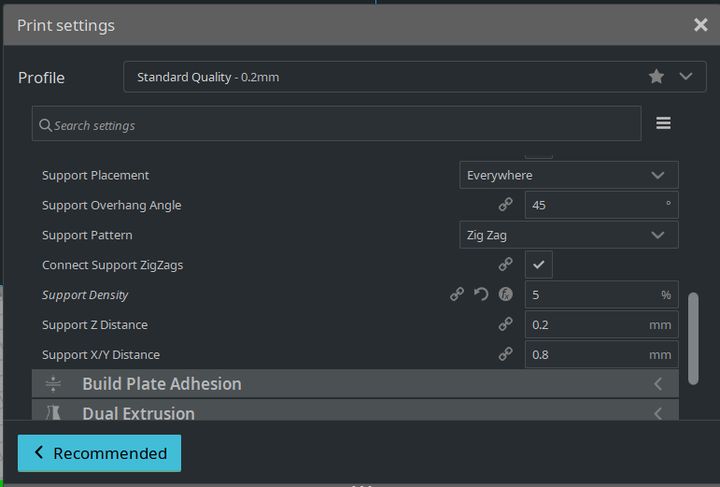 Print settings
Profile
Standard Quality - 0.2mm
Search settings
Support Placement
Everywhere
Support Overhang Angle
45 °
Support Pattern
Zig Zag
Connect Support ZigZags
Support Density
5 %
Support Z Distance
0.2 mm
Support X/Y Distance
0.8 mm
Build Plate Adhesion
Dual Extrusion
Recommended